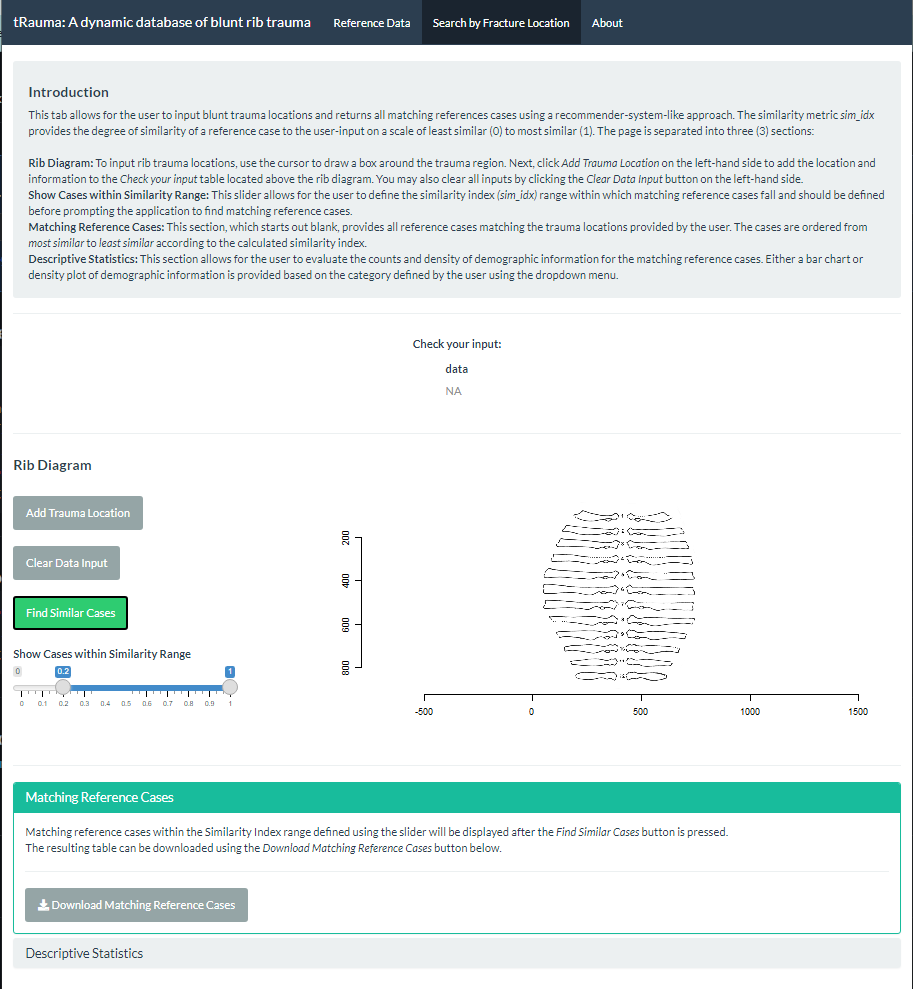 tRauma: A dynamic database of blunt rib trauma Reference Data Search by Fracture Location About
Introduction
This tab allows for the user to input blunt trauma locations and returns all matching references cases using a recommender-system-like approach. The similarity metric sim_idx
provides the degree of similarity of a reference case to the user-input on a scale of least similar (0) to most similar (1). The page is separated into three (3) sections:
Rib Diagram: To input rib trauma locations, use the cursor to draw a box around the trauma region. Next, click Add Trauma Location on the left-hand side to add the location and
information to the Check your input table located above the rib diagram. You may also clear all inputs by clicking the Clear Data Input button on the left-hand side.
Show Cases within Similarity Range: This slider allows for the user to define the similarity index (sim_idx) range within which matching reference cases fall and should be defined
before prompting the application to find matching reference cases.
Matching Reference Cases: This section, which starts out blank, provides all reference cases matching the trauma locations provided by the user. The cases are ordered from
most similar to least similar according to the calculated similarity index.
Descriptive Statistics: This section allows for the user to evaluate the counts and density of demographic information for the matching reference cases. Either a bar chart or
density plot of demographic information is provided based on the category defined by the user using the dropdown menu.
Check your input:
data
NA
Rib Diagram
Add Trauma Location
Clear Data Input
Find Similar Cases
Show Cases within Similarity Range
0 0.2 1
0 0.1 0.2 0.3 0.4 0.5 0.6 0.7 0.8 0.9 1
200
400
600
800
-500 0 500 1000 1500
Matching Reference Cases
Matching reference cases within the Similarity Index range defined using the slider will be displayed after the Find Similar Cases button is pressed.
The resulting table can be downloaded using the Download Matching Reference Cases button below.
Download Matching Reference Cases
Descriptive Statistics